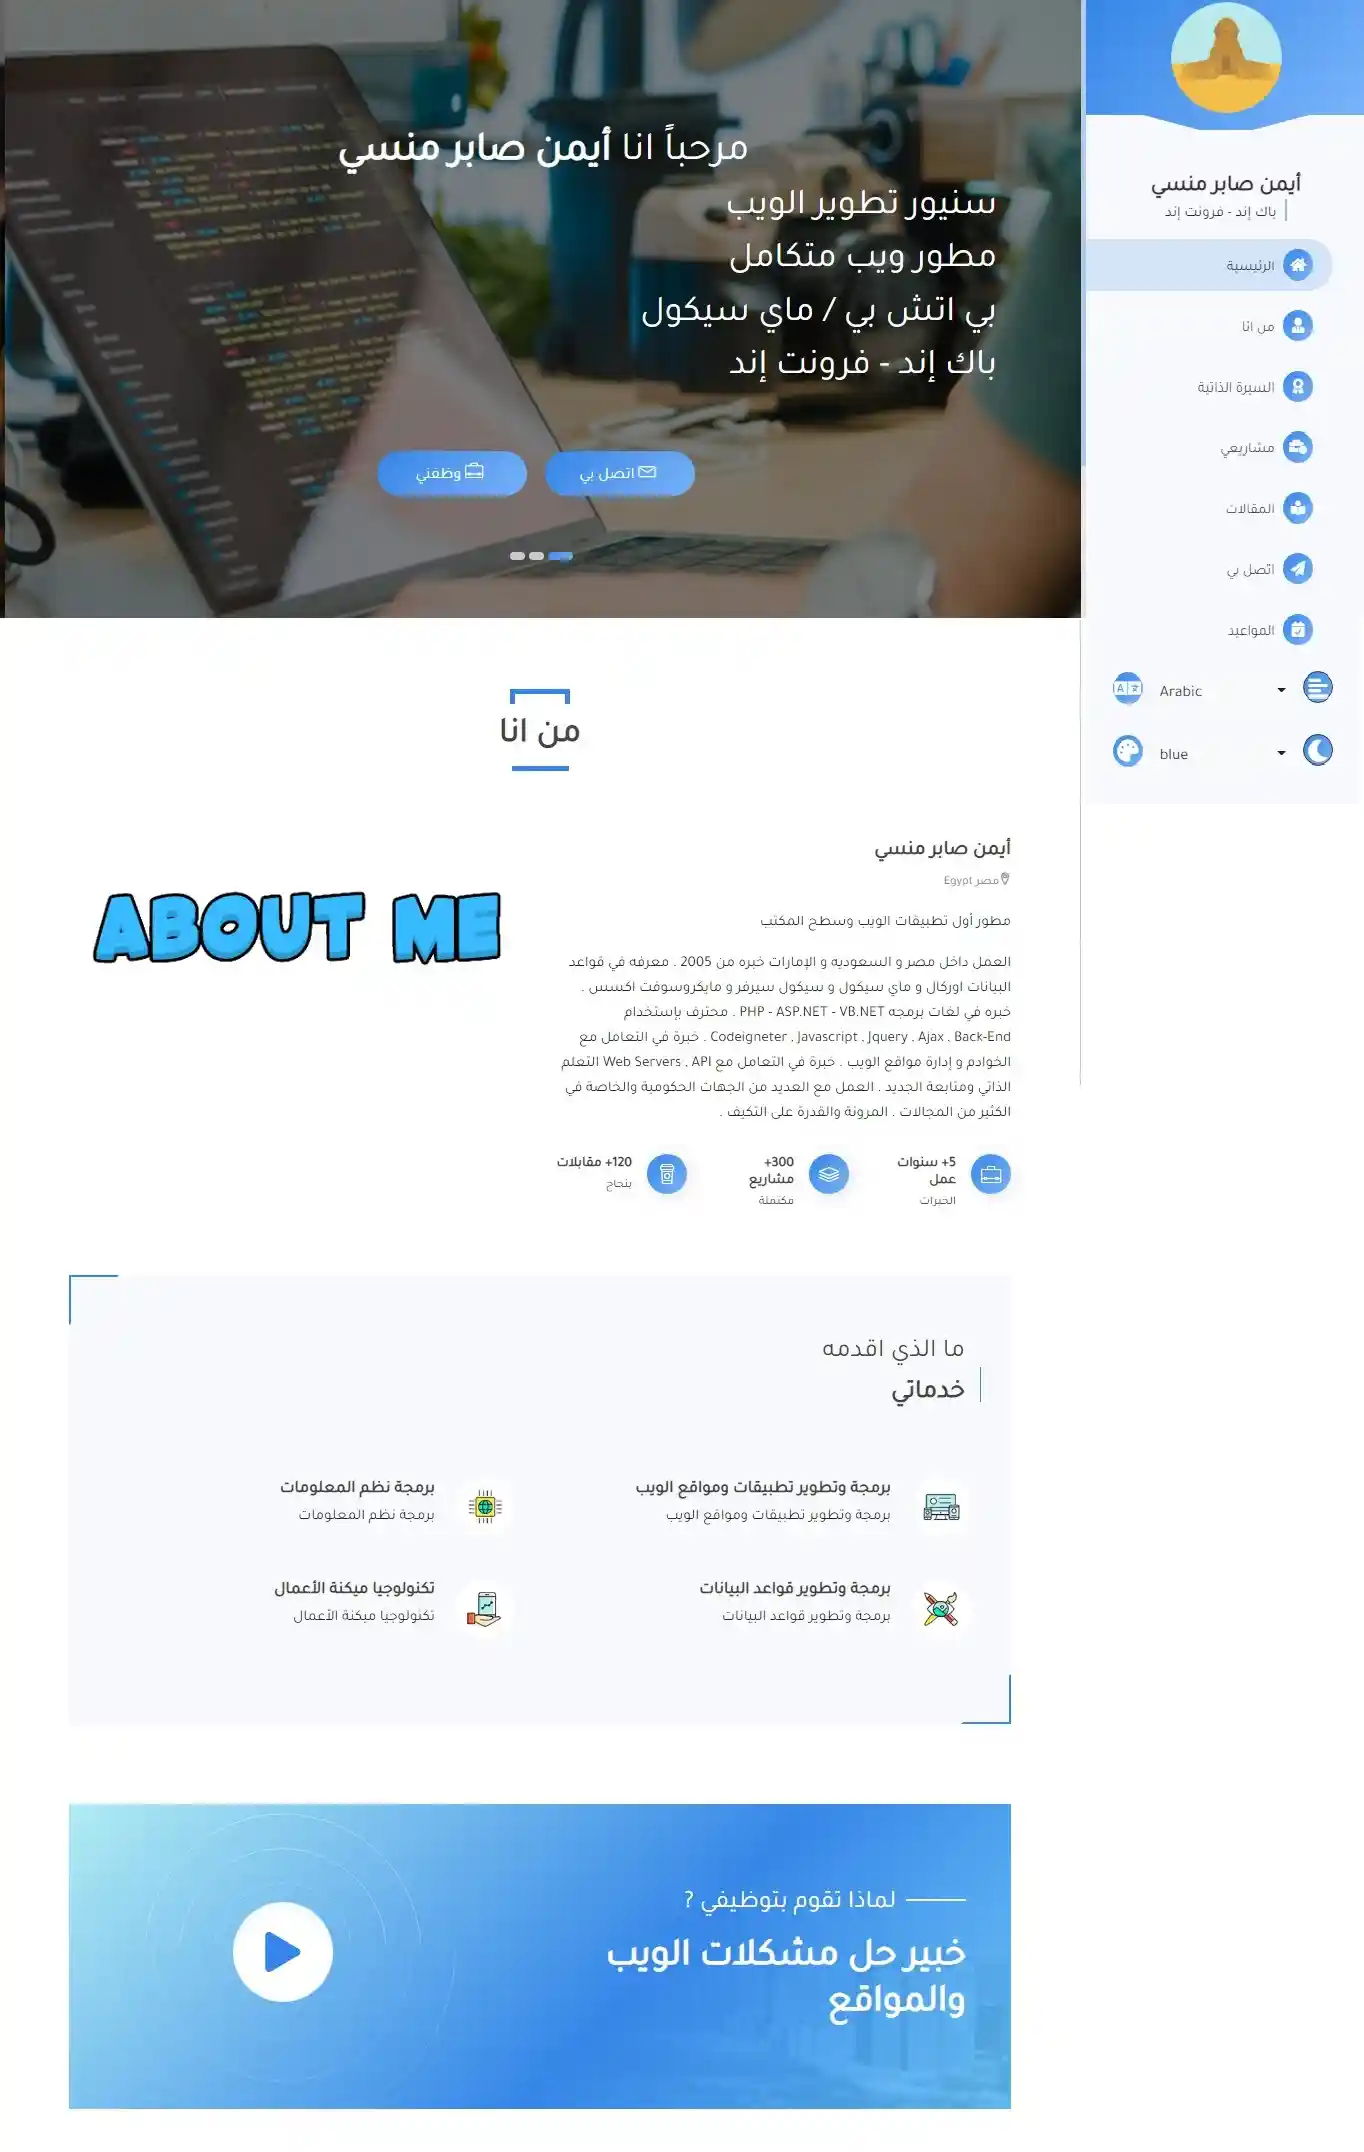 أيمن صابر منسي
باك إند - فرونت إند
الرئيسية
من انا
السيرة الذاتية
مشاريعي
المقالات
اتصل بي
المواعيد
Arabic
blue
مرحباً انا أيمن صابر منسي
سنيور تطوير الويب
مطور ويب متكامل
بي اتش بي / ماي سيكول
باك إند - فرونت إند
اتصل بي
وظفني
من انا
أيمن صابر منسي
مصر Egypt
مطور أول تطبيقات الويب وسطح المكتب
العمل داخل مصر و السعوديه و الإمارات خبره من 2005 . معرفه في قواعد
البيانات اوركال و ماي سيكول و سيكول سيرفر و مايكروسوفت اكسس .
خبره في لغات برمجه PHP - ASP.NET - VB.NET . محترف بإستخدام
Codeigneter , Javascript , Jquery , Ajax , Back-End . خبرة في التعامل مع
الخوادم و إدارة مواقع الويب . خبرة في التعامل مع Web Servers , API التعلم
الذاتي ومتابعة الجديد . العمل مع العديد من الجهات الحكومية والخاصة في
الكثير من المجالات . المرونة والقدرة على التكيف .
ABOUT ME
5+ سنوات
عمل
الخبرات
300+
مشاريع
مكتملة
120+ مقابلات
بنجاح
ما الذي اقدمه
خدماتي
برمجة وتطوير تطبيقات ومواقع الويب
برمجة وتطوير تطبيقات ومواقع الويب
برمجة نظم المعلومات
برمجة نظم المعلومات
برمجة وتطوير قواعد البيانات
برمجة وتطوير قواعد البيانات
تكنولوجيا ميكنة الأعمال
تكنولوجيا ميكنة الأعمال
لماذا تقوم بتوظيفي ?
خبير حل مشكلات الويب
والمواقع